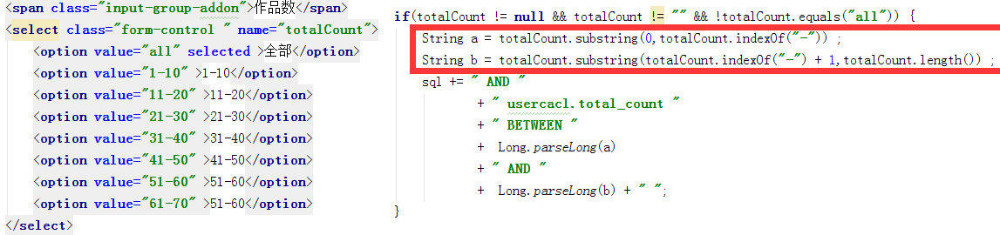 <span class="input-group-addon">作品数</span>
<select class="form-control " name="totalCount">
<option value="all" selected >全部</option>
<option value="1-10" >1-10</option>
<option value="11-20" >11-20</option>
<option value="21-30" >21-30</option>
<option value="31-40" >31-40</option>
<option value="41-50" >41-50</option>
<option value="51-60" >51-60</option>
<option value="61-70" >51-60</option>
</select>
if(totalCount != null && totalCount != "" && !totalCount.equals("all")) {
String a = totalCount.substring(0,totalCount.indexOf("-")) ;
String b = totalCount.substring(totalCount.indexOf("-") + 1,totalCount.length()) ;
sql += " AND "
+ " usercacl.total_count "
+ " BETWEEN "
+ Long.parseLong(a)
+ " AND "
+ Long.parseLong(b) + " ";
}